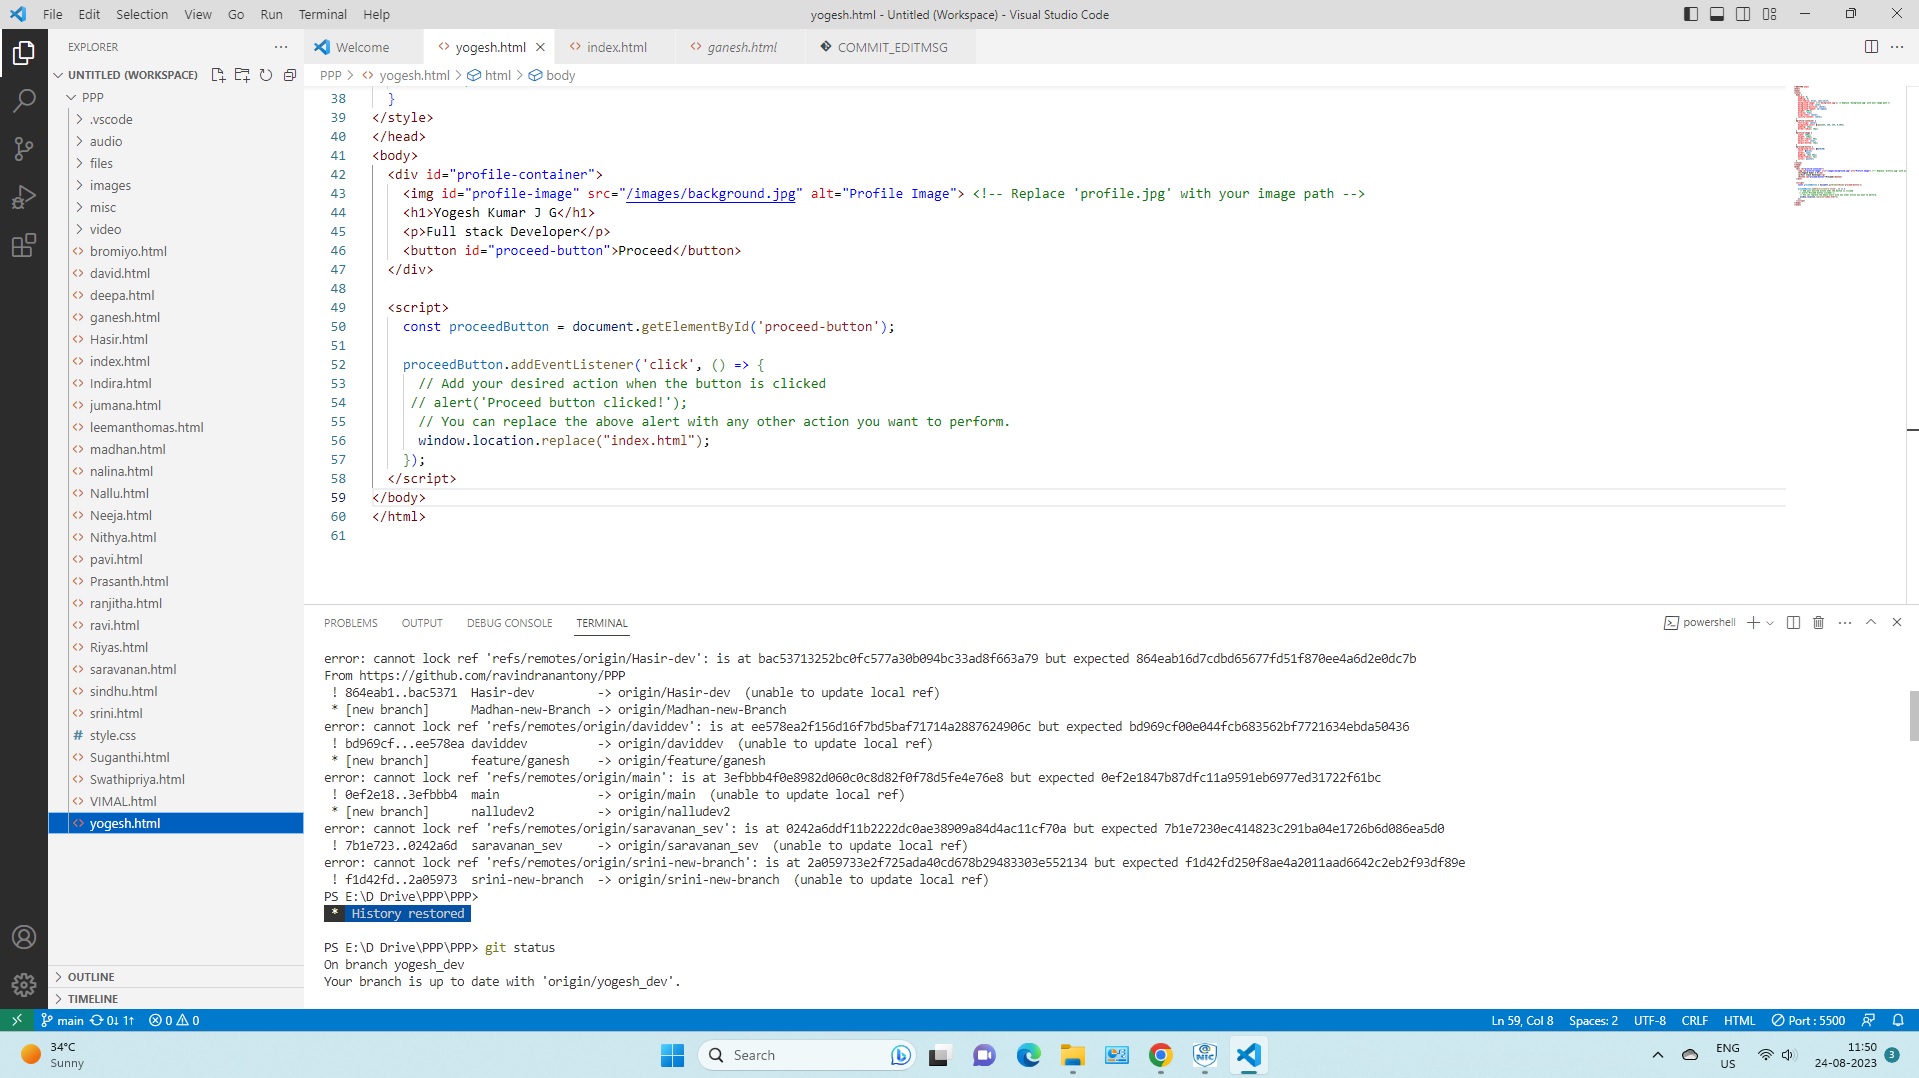 File Edit Selection View Go Run Terminal Help
yogesh.html - Untitled (Workspace) - Visual Studio Code
EXPLORER
UNTITLED (WORKSPACE)
PPP
.vscode
audio
files
images
misc
video
bromiyo.html
david.html
deepa.html
ganesh.html
Hasir.html
index.html
Indira.html
jumana.html
leemanthomas.html
madhan.html
nalina.html
Nallu.html
Neeja.html
Nithya.html
pavi.html
Prasanth.html
ranjitha.html
ravi.html
Riyas.html
saravanan.html
sindhu.html
srini.html
# style.css
Suganthi.html
Swathipriya.html
VIMAL.html
yogesh.html
OUTLINE
TIMELINE
Welcome yogesh.html index.html ganesh.html COMMIT_EDITMSG
PPP > yogesh.html > html > body
38 }
39 </style>
40 </head>
41 <body>
42 <div id="profile-container">
43 <img id="profile-image" src="/images/background.jpg" alt="Profile Image"> <!-- Replace 'profile.jpg' with your image path -->
44 <h1>Yogesh Kumar J G</h1>
45 <p>Full stack Developer</p>
46 <button id="proceed-button">Proceed</button>
47 </div>
48
49 <script>
50 const proceedButton = document.getElementById('proceed-button');
51
52 proceedButton.addEventListener('click', () => {
53 // Add your desired action when the button is clicked
54 // alert('Proceed button clicked!');
55 // You can replace the above alert with any other action you want to perform.
56 window.location.replace("index.html");
57 });
58 </script>
59 </body>
60 </html>
61
PROBLEMS OUTPUT DEBUG CONSOLE TERMINAL
powershell
error: cannot lock ref 'refs/remotes/origin/Hasir-dev': is at bac53713252bc0fc577a30b094bc33ad8f663a79 but expected 864eab16d7cdbd65677fd51f870ee4a6d2e0dc7b
From https://github.com/ravindranantony/PPP
! 864eab1..bac5371 Hasir-dev -> origin/Hasir-dev (unable to update local ref)
* [new branch] Madhan-new-Branch -> origin/Madhan-new-Branch
error: cannot lock ref 'refs/remotes/origin/daviddev': is at ee578ea2f156d16f7bd5baf71714a2887624906c but expected bd969cf00e044fcb683562bf7721634ebda50436
! bd969cf...ee578ea daviddev -> origin/daviddev (unable to update local ref)
* [new branch] feature/ganesh -> origin/feature/ganesh
error: cannot lock ref 'refs/remotes/origin/main': is at 3efbbb4f0e8982d060c0c8d82f0f78d5fe4e76e8 but expected 0ef2e1847b87dfc11a9591eb6977ed31722f61bc
! 0ef2e18..3efbbb4 main -> origin/main (unable to update local ref)
* [new branch] nalludev2 -> origin/nalludev2
error: cannot lock ref 'refs/remotes/origin/saravanan_sev': is at 0242a6ddf11b2222dc0ae38909a84d4ac11cf70a but expected 7b1e7230ec414823c291ba04e1726b6d086ea5d0
! 7b1e723..0242a6d saravanan_sev -> origin/saravanan_sev (unable to update local ref)
error: cannot lock ref 'refs/remotes/origin/srini-new-branch': is at 2a059733e2f725ada40cd678b29483303e552134 but expected f1d42fd250f8ae4a2011aad6642c2eb2f93df89e
! f1d42fd..2a05973 srini-new-branch -> origin/srini-new-branch (unable to update local ref)
PS E:\D Drive\PPP\PPP>
* History restored
PS E:\D Drive\PPP\PPP> git status
On branch yogesh_dev
Your branch is up to date with 'origin/yogesh_dev'.
main 0↓ 1↑ 0 0
Ln 59, Col 8 Spaces: 2 UTF-8 CRLF HTML Port : 5500
34°C
Sunny
Search
ENG
US
11:50
24-08-2023
3